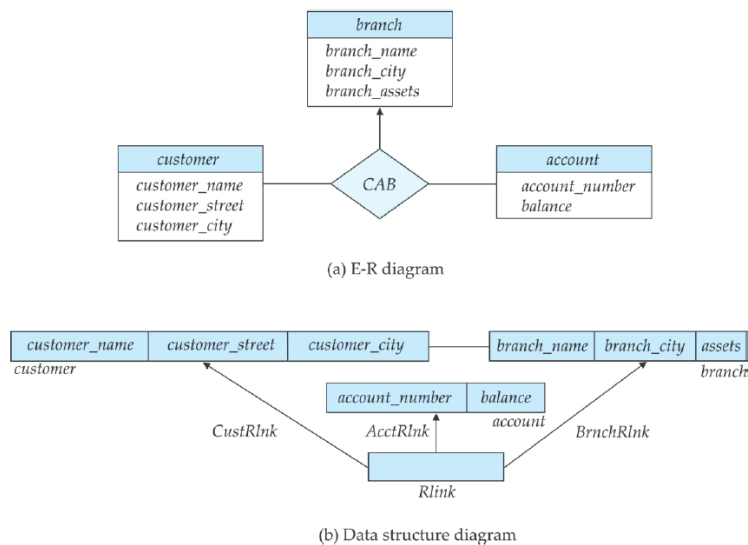 branch
branch_name
branch_city
branch_assets
customer
customer_name
customer_street
customer_city
CAB
account
account_number
balance
(a) E-R diagram
customer_name customer_street customer_city
customer
branch_name branch_city assets
branch
account_number balance
account
CustRlnk
AcctRlnk
BrnchRlnk
Rlink
(b) Data structure diagram